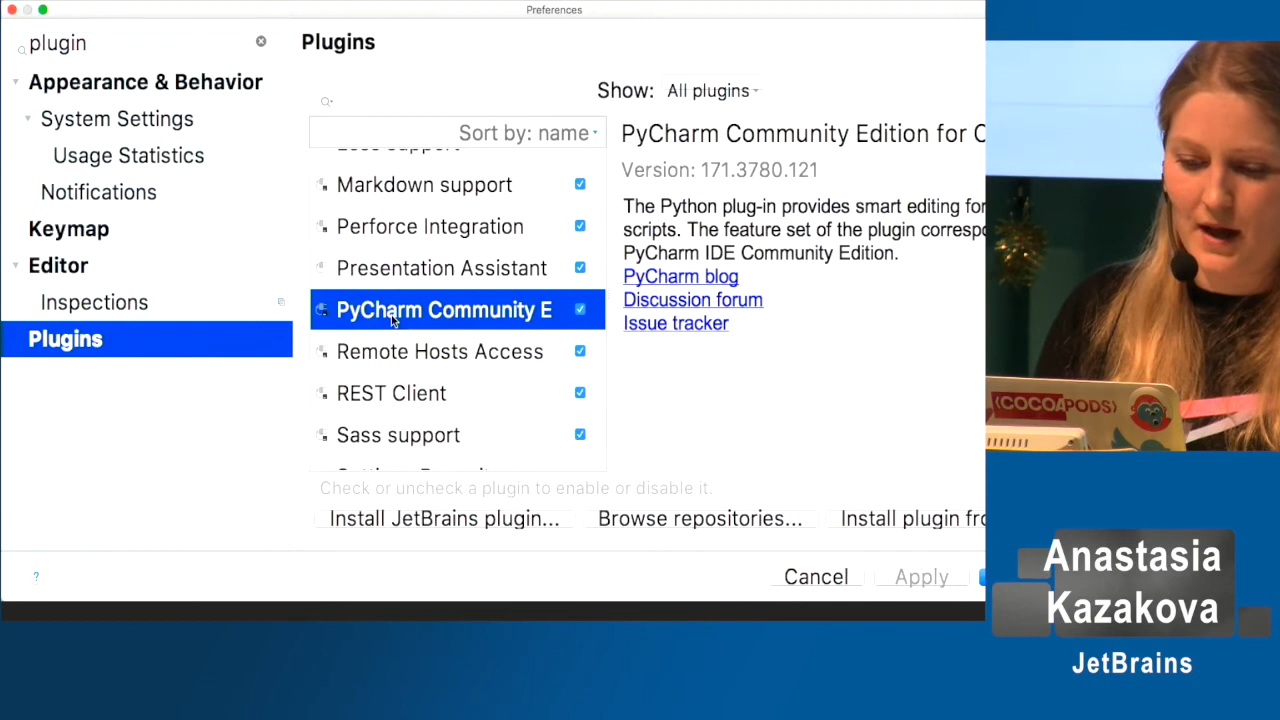 Preferences
plugin
Appearance & Behavior
System Settings
Usage Statistics
Notifications
Keymap
Editor
Inspections
Plugins
Plugins
Show: All plugins
Sort by: name
Markdown support
Perforce Integration
Presentation Assistant
PyCharm Community E
Remote Hosts Access
REST Client
Sass support
Check or uncheck a plugin to enable or disable it.
Install JetBrains plugin...
Browse repositories...
Install plugin fro
PyCharm Community Edition for C
Version: 171.3780.121
The Python plug-in provides smart editing for
scripts. The feature set of the plugin correspo
PyCharm IDE Community Edition.
PyCharm blog
Discussion forum
Issue tracker
?
Cancel
Apply
COCOAPODS
Anastasia
Kazakova
JetBrains